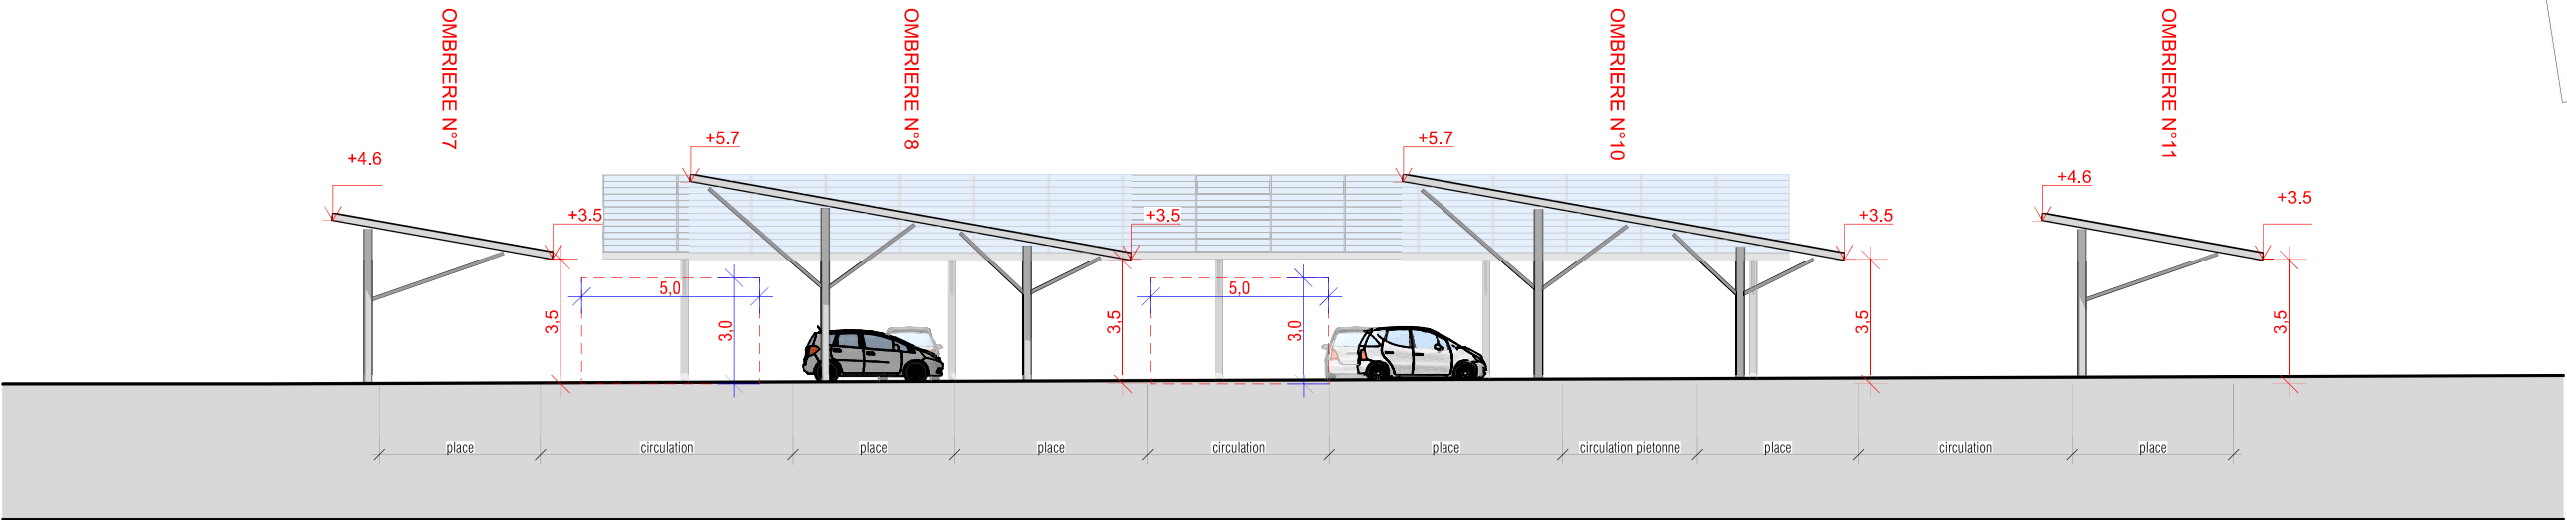 OMBRIERE N°7
OMBRIERE N°8
OMBRIERE N°10
OMBRIERE N°11
+4.6
+5.7
+5.7
+4.6
+3.5
+3.5
+3.5
+3.5
5,0
5,0
3,5
3,0
3,5
3,0
3,5
3,5
place
circulation
place
place
circulation
place
circulation pietonne
place
circulation
place